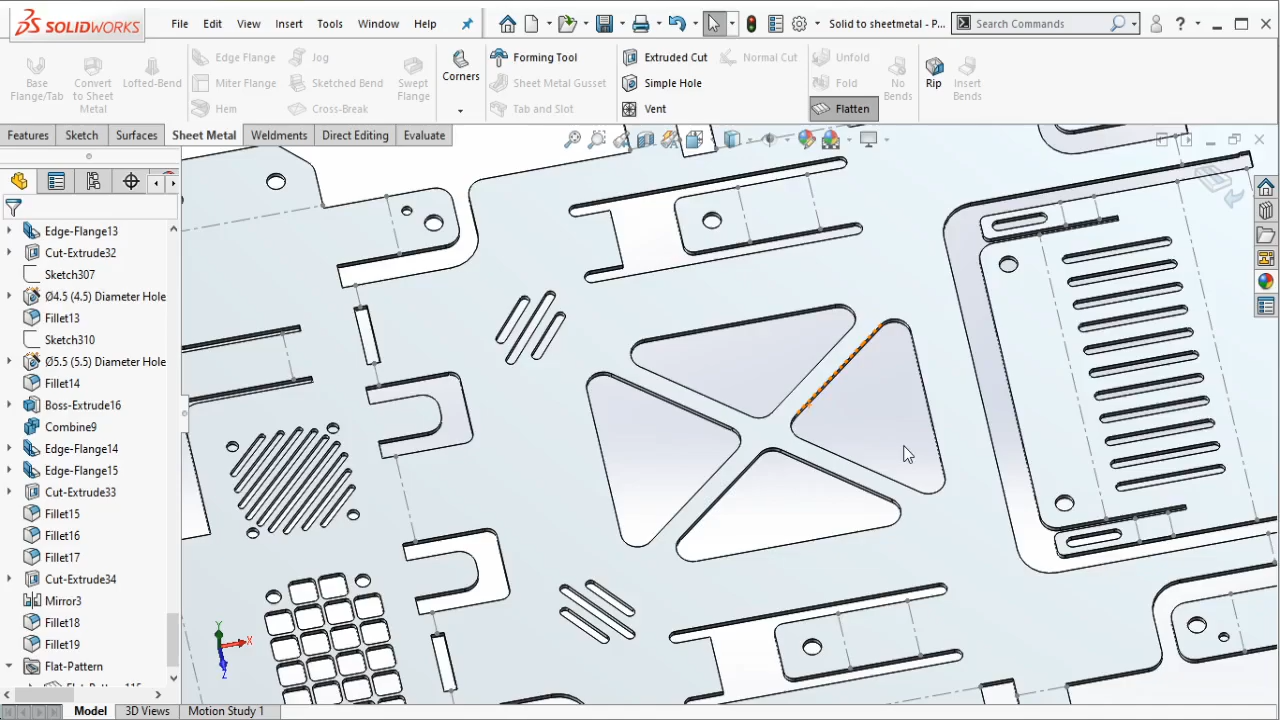 SOLIDWORKS
File Edit View Insert Tools Window Help
Solid to sheetmetal - P...
Search Commands
Base Flange/Tab
Convert to Sheet Metal
Lofted-Bend
Edge Flange
Miter Flange
Hem
Jog
Sketched Bend
Cross-Break
Swept Flange
Corners
Forming Tool
Sheet Metal Gusset
Tab and Slot
Extruded Cut
Simple Hole
Vent
Normal Cut
Unfold
Fold
Flatten
No Bends
Rip
Insert Bends
Features Sketch Surfaces Sheet Metal Weldments Direct Editing Evaluate
Edge-Flange13
Cut-Extrude32
Sketch307
Ø4.5 (4.5) Diameter Hole
Fillet13
Sketch310
Ø5.5 (5.5) Diameter Hole
Fillet14
Boss-Extrude16
Combine9
Edge-Flange14
Edge-Flange15
Cut-Extrude33
Fillet15
Fillet16
Fillet17
Cut-Extrude34
Mirror3
Fillet18
Fillet19
Flat-Pattern
Y
X
Z
Model 3D Views Motion Study 1